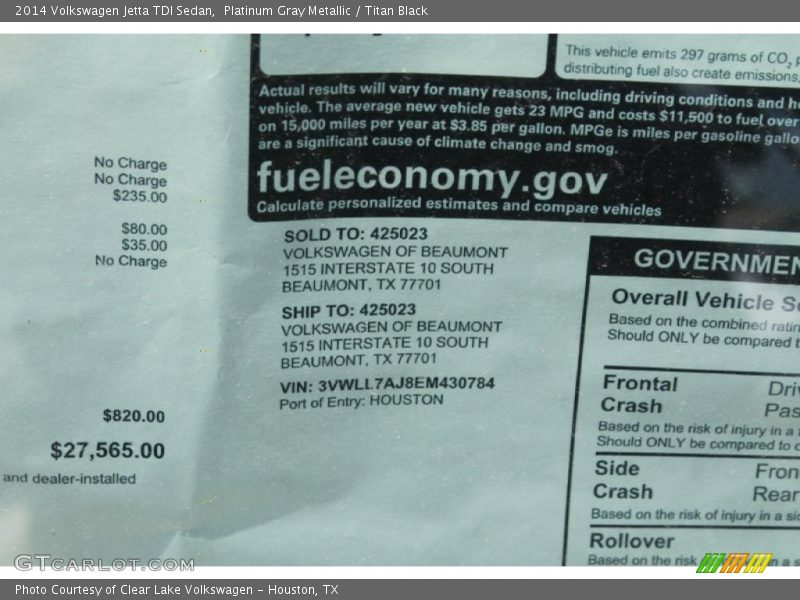 2014 Volkswagen Jetta TDI Sedan, Platinum Gray Metallic / Titan Black
This vehicle emits 297 grams of CO2
distributing fuel also create emissions,
Actual results will vary for many reasons, including driving conditions and
vehicle. The average new vehicle gets 23 MPG and costs $11,500 to fuel over
on 15,000 miles per year at $3.85 per gallon. MPGe is miles per gasoline
are a significant cause of climate change and smog.
fueleconomy.gov
Calculate personalized estimates and compare vehicles
No Charge
No Charge
$235.00
$80.00
$35.00
No Charge
$820.00
$27,565.00
and dealer-installed
SOLD TO: 425023
VOLKSWAGEN OF BEAUMONT
1515 INTERSTATE 10 SOUTH
BEAUMONT, TX 77701
SHIP TO: 425023
VOLKSWAGEN OF BEAUMONT
1515 INTERSTATE 10 SOUTH
BEAUMONT, TX 77701
VIN: 3VWLL7AJ8EM430784
Port of Entry: HOUSTON
GOVERNMEN
Overall Vehicle
Based on the combined
Should ONLY be compared
Frontal
Crash
Based on the risk of injury in a
Should ONLY be compared to
Side Fron
Crash Rear
Based on the risk of injury in a
Rollover
Based on the risk
GTCARLOT.COM
Photo Courtesy of Clear Lake Volkswagen – Houston, TX